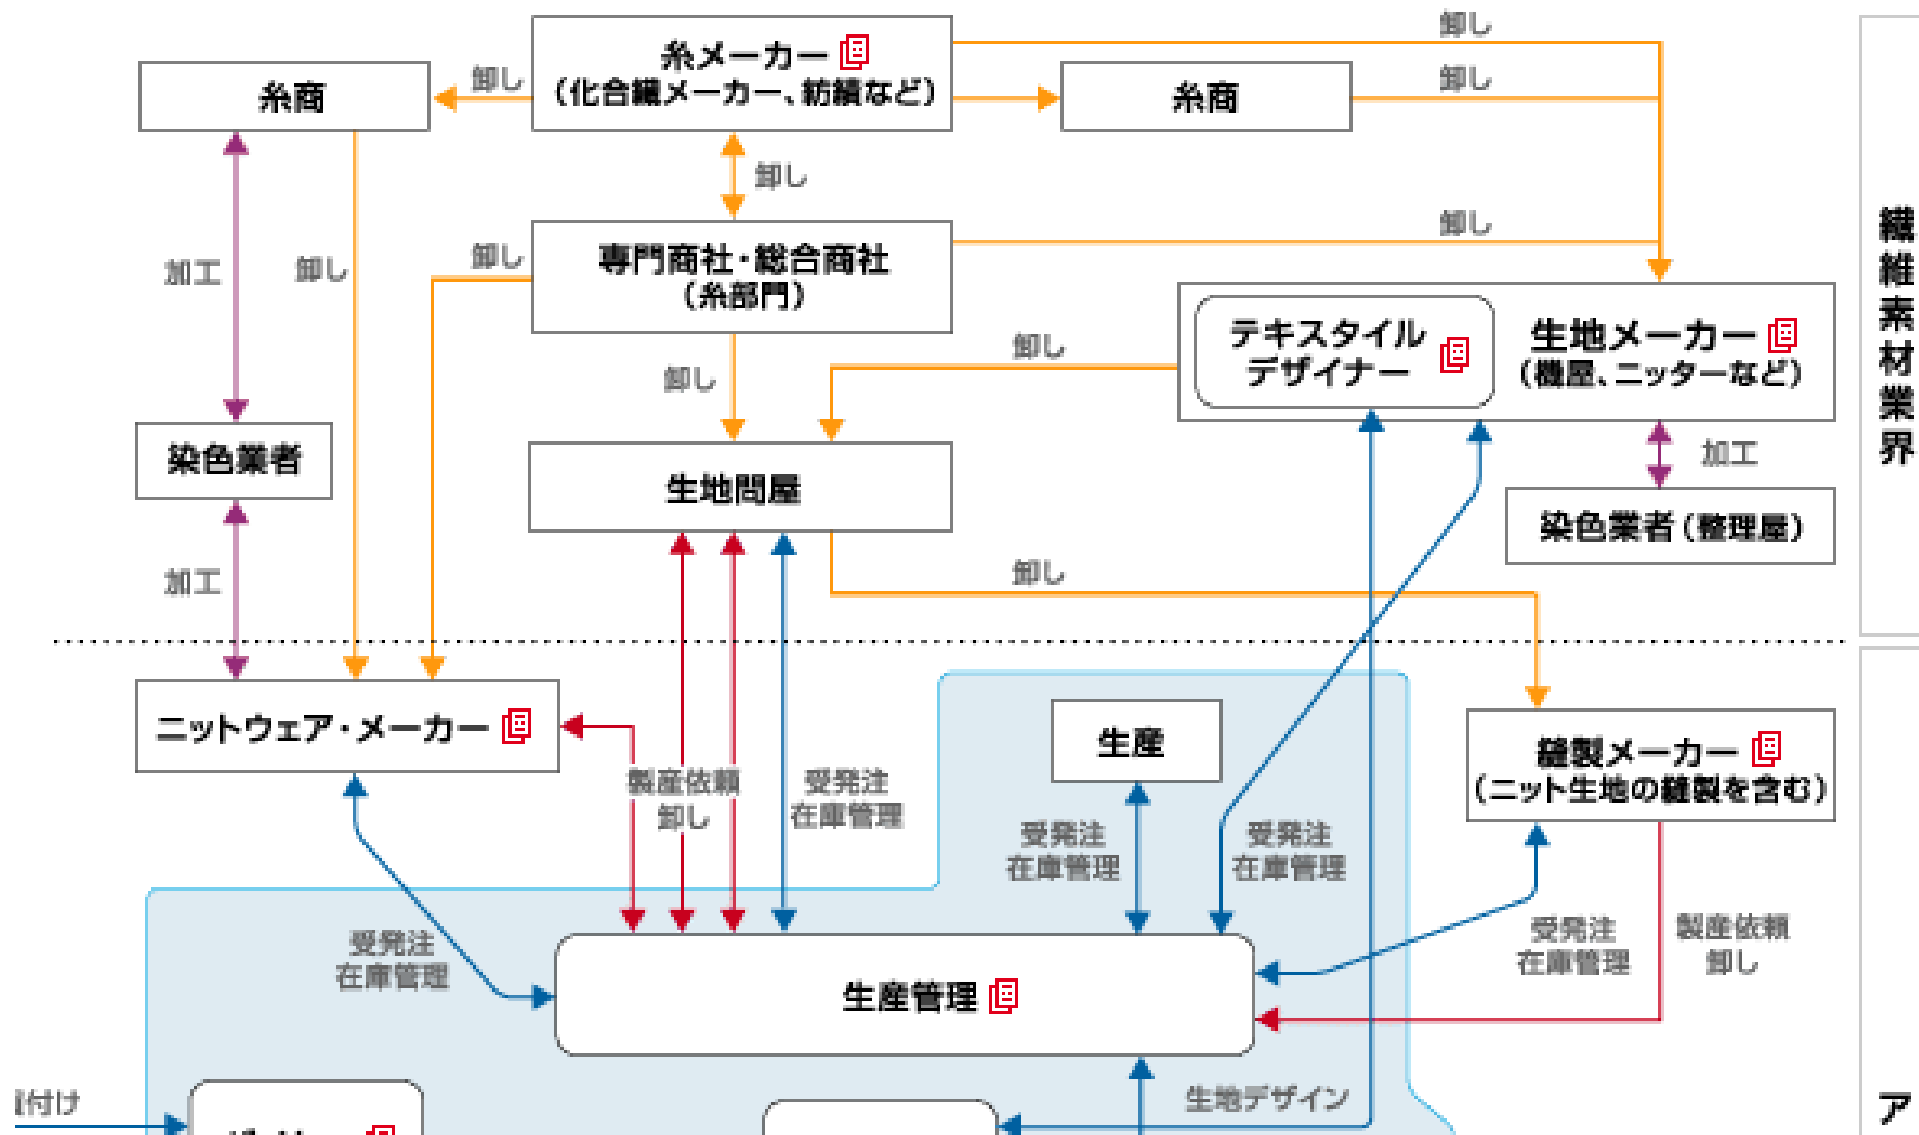 卸し
糸メーカー
卸し
糸商
(化合繊メーカー、紡績など)
糸商
卸し
卸し
卸し
加工
卸し
卸し
専門商社・総合商社
(糸部門)
繊維素材業界
テキスタイル
デザイナー
生地メーカー
(機屋、ニッターなど)
卸し
卸し
加工
染色業者
生地問屋
染色業者(整理屋)
卸し
加工
ニットウェア・メーカー
生産
縫製メーカー
(ニット生地の縫製を含む)
製産依頼
卸し
受発注
在庫管理
受発注
在庫管理
受発注
在庫管理
受発注
在庫管理
受発注
在庫管理
製産依頼
卸し
生産管理
生地デザイン
付け
ア